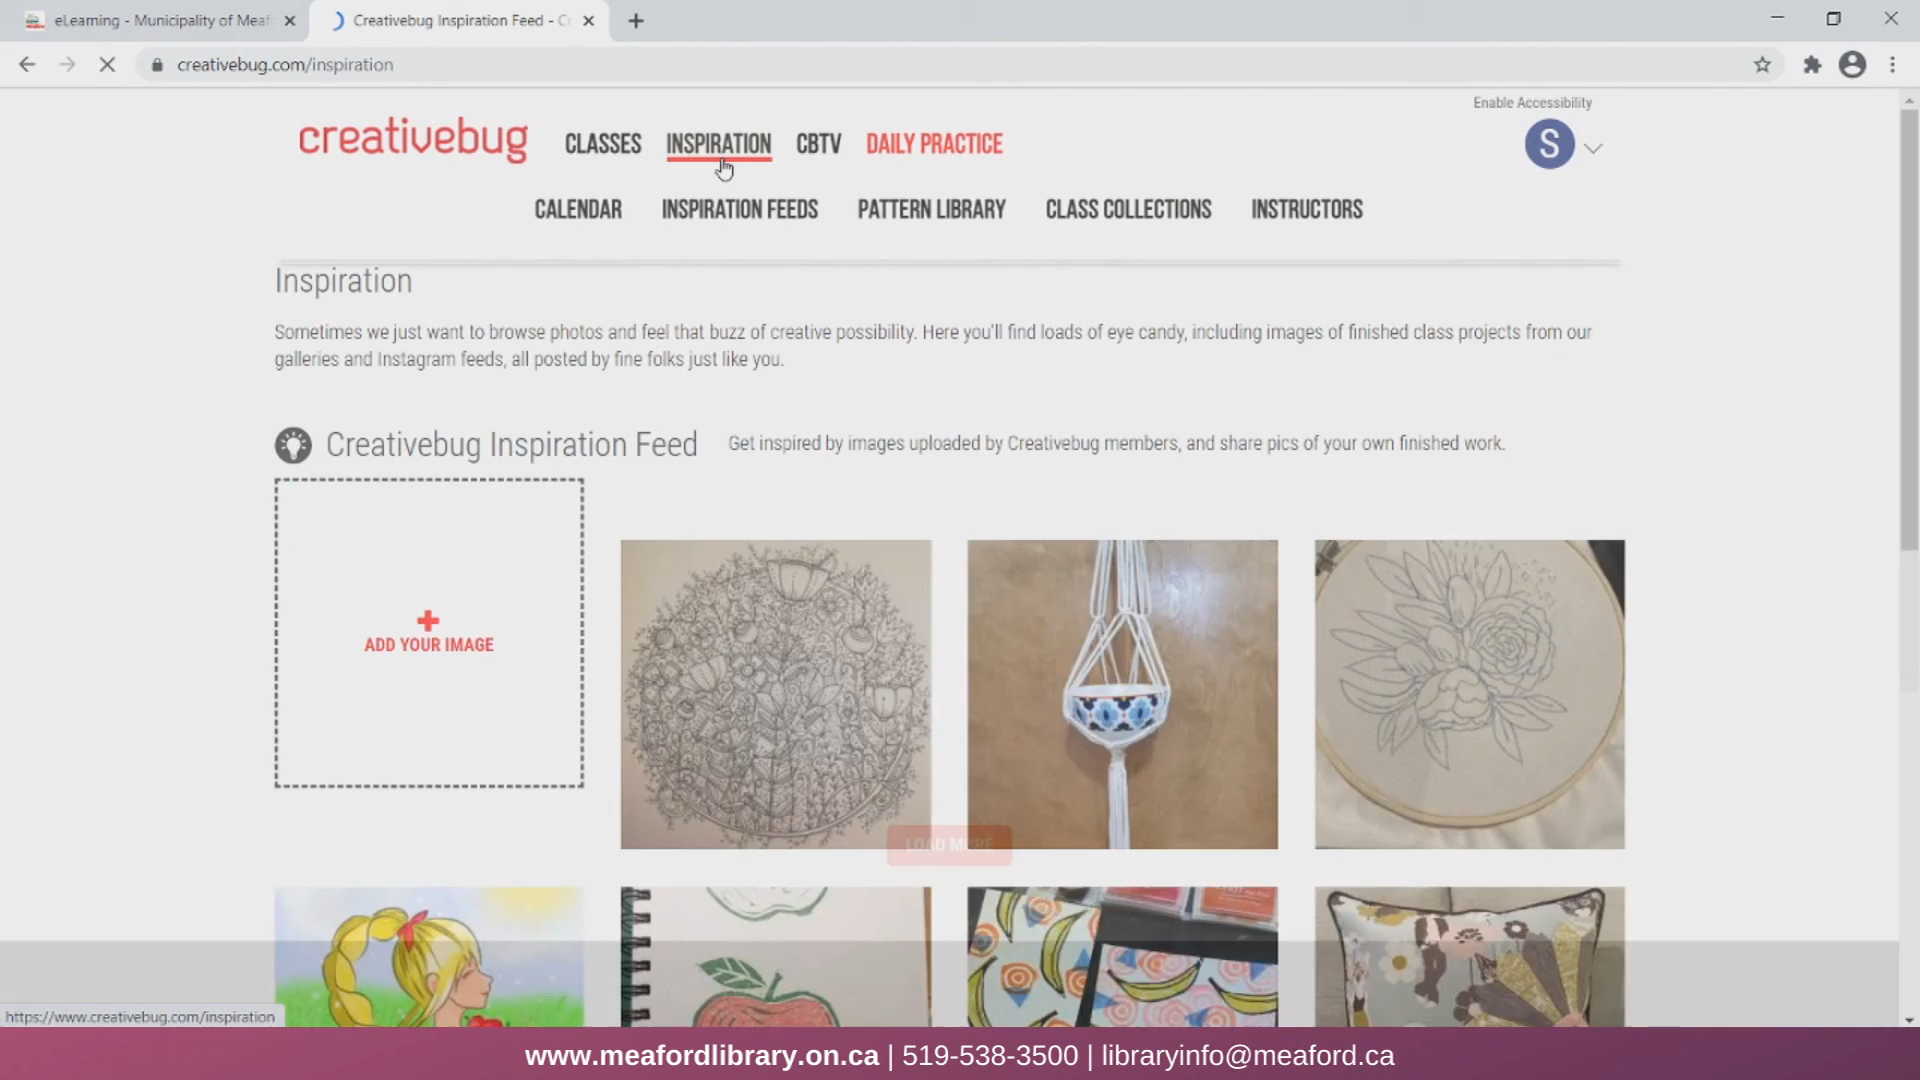 eLearning - Municipality of Meaf
Creativebug Inspiration Feed - C
creativebug.com/inspiration
Enable Accessibility
creativebug
CLASSES INSPIRATION CBTV DAILY PRACTICE
S
CALENDAR INSPIRATION FEEDS PATTERN LIBRARY CLASS COLLECTIONS INSTRUCTORS
Inspiration
Sometimes we just want to browse photos and feel that buzz of creative possibility. Here you'll find loads of eye candy, including images of finished class projects from our
galleries and Instagram feeds, all posted by fine folks just like you.
Creativebug Inspiration Feed Get inspired by images uploaded by Creativebug members, and share pics of your own finished work.
ADD YOUR IMAGE
LOAD MORE
https://www.creativebug.com/inspiration
www.meafordlibrary.on.ca | 519-538-3500 | libraryinfo@meaford.ca